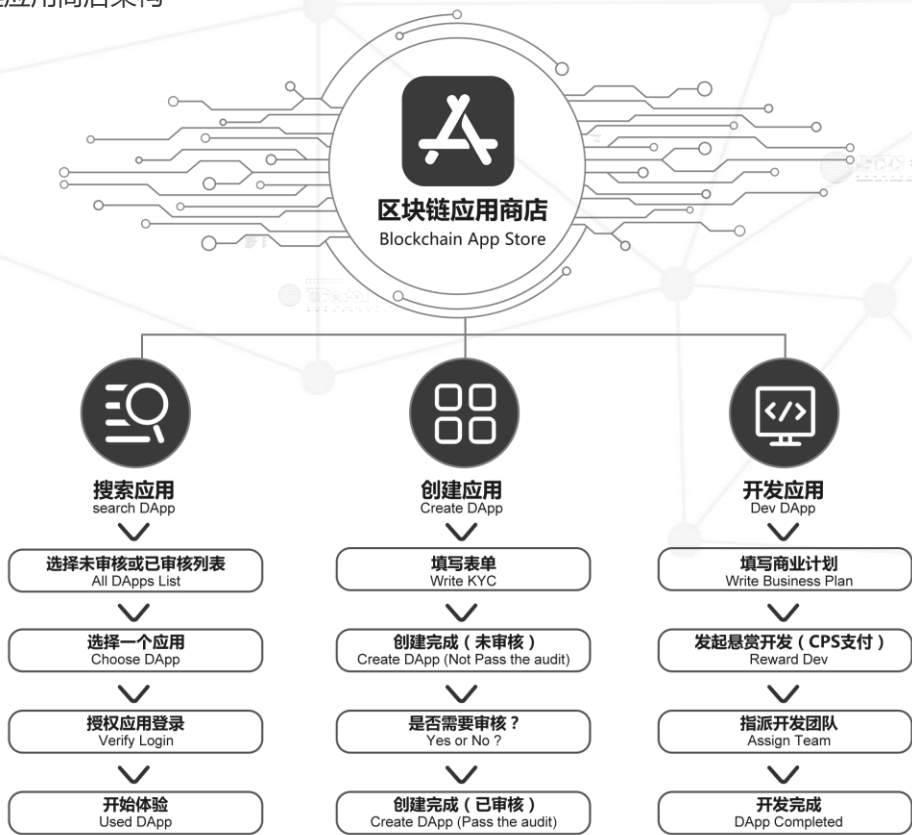 应用商店架构
区块链应用商店
Blockchain App Store
搜索应用
search DApp
选择未审核或已审核列表
All DApps List
选择一个应用
Choose DApp
授权应用登录
Verify Login
开始体验
Used DApp
创建应用
Create DApp
填写表单
Write KYC
创建完成（未审核）
Create DApp (Not Pass the audit)
是否需要审核？
Yes or No ?
创建完成（已审核）
Create DApp (Pass the audit)
开发应用
Dev DApp
填写商业计划
Write Business Plan
发起悬赏开发（CPS支付）
Reward Dev
指派开发团队
Assign Team
开发完成
DApp Completed